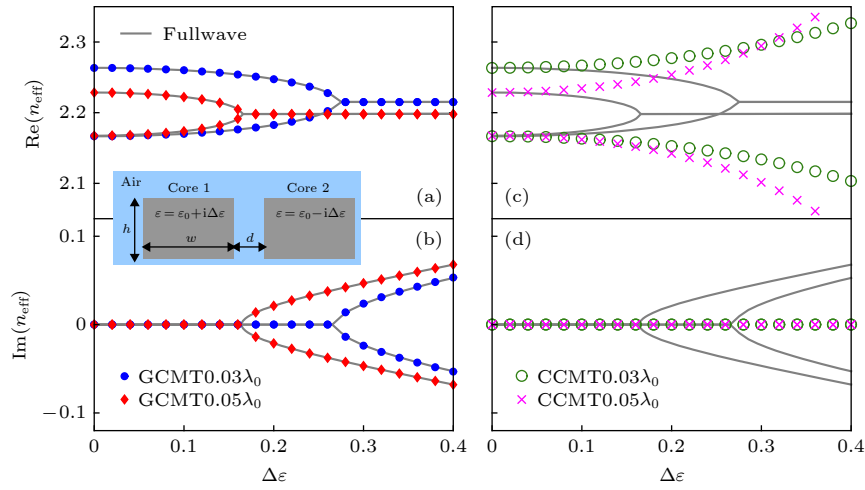 Fullwave
2.3
2.2
2.1
Re(n_eff)
(a)
(c)
Air
Core 1
Core 2
ε = ε₀+iΔε
ε = ε₀−iΔε
h
w
d
0.1
0
−0.1
Im(n_eff)
(b)
(d)
GCMT0.03λ₀
GCMT0.05λ₀
CCMT0.03λ₀
CCMT0.05λ₀
0
0.1
0.2
0.3
0.4
0
0.1
0.2
0.3
0.4
Δε
Δε